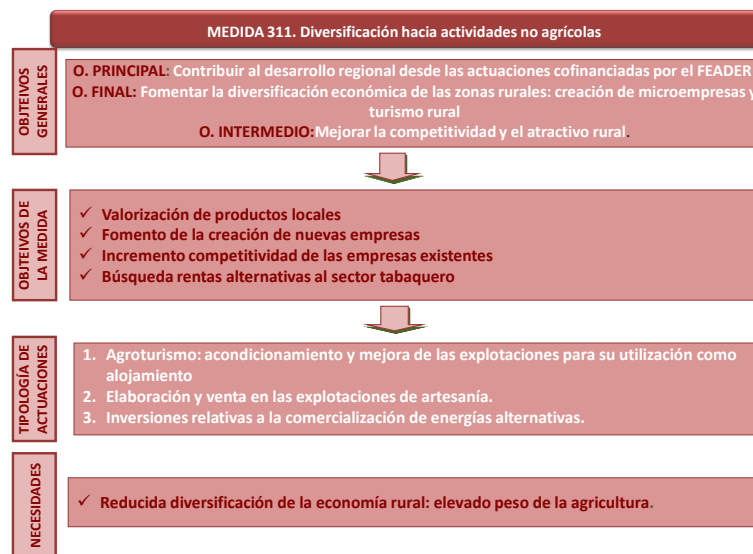 MEDIDA 311. Diversificación hacia actividades no agrícolas
OBJTEIVOS
GENERALES
O. PRINCIPAL: Contribuir al desarrollo regional desde las actuaciones cofinanciadas por el FEADER
O. FINAL: Fomentar la diversificación económica de las zonas rurales: creación de microempresas y
turismo rural
O. INTERMEDIO:Mejorar la competitividad y el atractivo rural.
OBJTEIVOS DE
LA MEDIDA
✓ Valorización de productos locales
✓ Fomento de la creación de nuevas empresas
✓ Incremento competitividad de las empresas existentes
✓ Búsqueda rentas alternativas al sector tabaquero
TIPOLOGÍA DE
ACTUACIONES
1. Agroturismo: acondicionamiento y mejora de las explotaciones para su utilización como
alojamiento
2. Elaboración y venta en las explotaciones de artesanía.
3. Inversiones relativas a la comercialización de energías alternativas.
NECESIDADES
✓ Reducida diversificación de la economía rural: elevado peso de la agricultura.